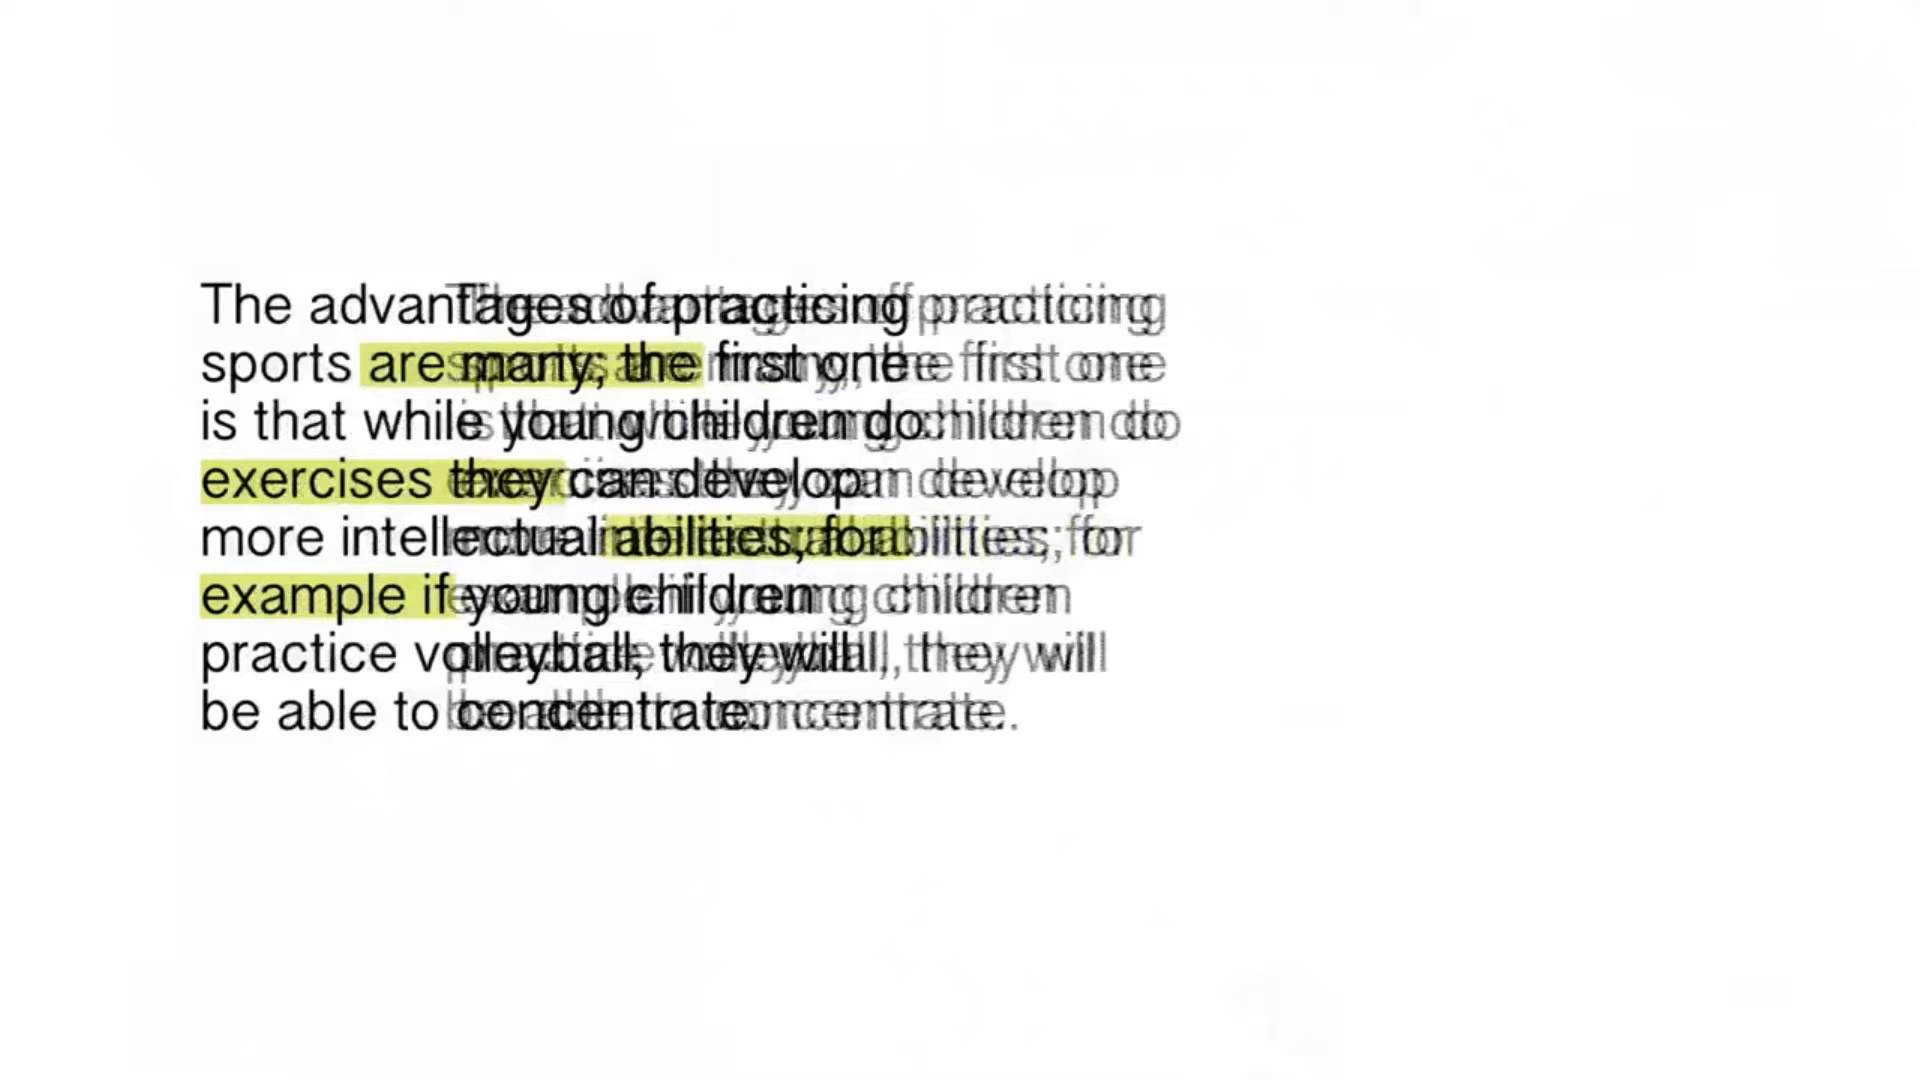 The advantages of practicing
sports are many; the first one
is that while young children do
exercises they can develop
more intellectual abilities; for
example if young children
practice volleyball, they will
be able to concentrate.